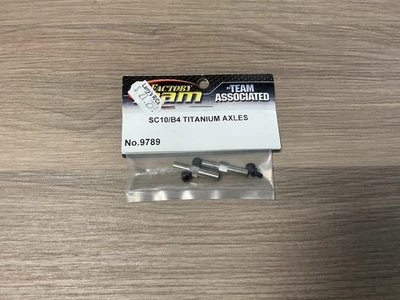 FACTORY
Team
TEAM
ASSOCIATED
SC10/B4 TITANIUM AXLES
No.9789